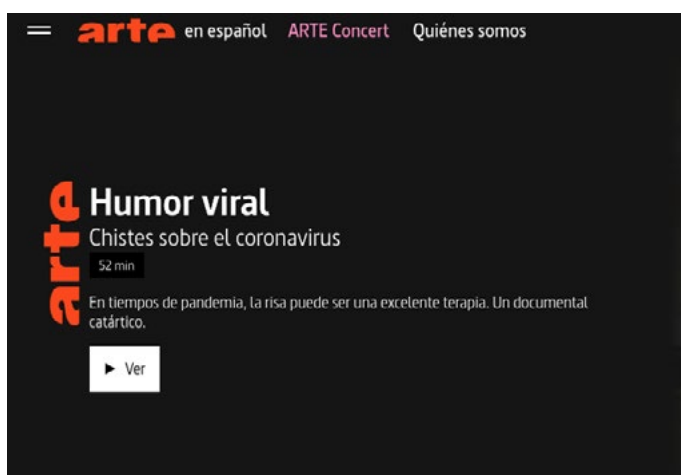 arte en español ARTE Concert Quiénes somos
arte
Humor viral
Chistes sobre el coronavirus
52 min
En tiempos de pandemia, la risa puede ser una excelente terapia. Un documental
catártico.
Ver